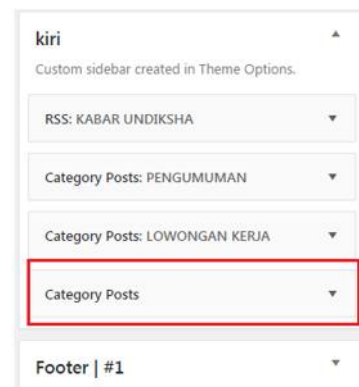 kiri
Custom sidebar created in Theme Options.
RSS: KABAR UNDIKSHA
Category Posts: PENGUMUMAN
Category Posts: LOWONGAN KERJA
Category Posts
Footer | #1